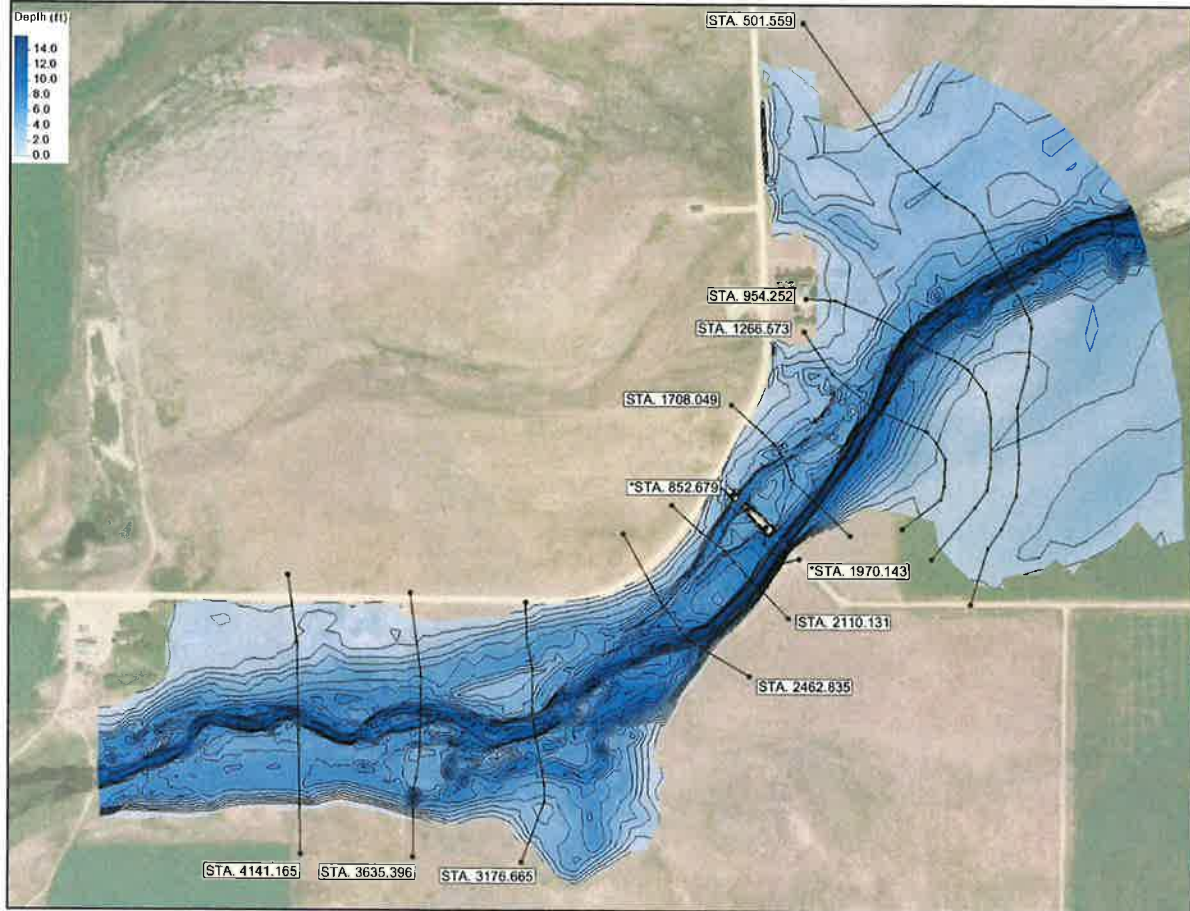 Depth (ft)
14.0
12.0
10.0
8.0
6.0
4.0
2.0
0.0
STA. 501.559
STA. 954.252
STA. 1266.573
STA. 1708.049
*STA. 852.679
*STA. 1970.143
STA. 2110.131
STA. 2462.835
STA. 4141.165
STA. 3635.396
STA. 3176.665